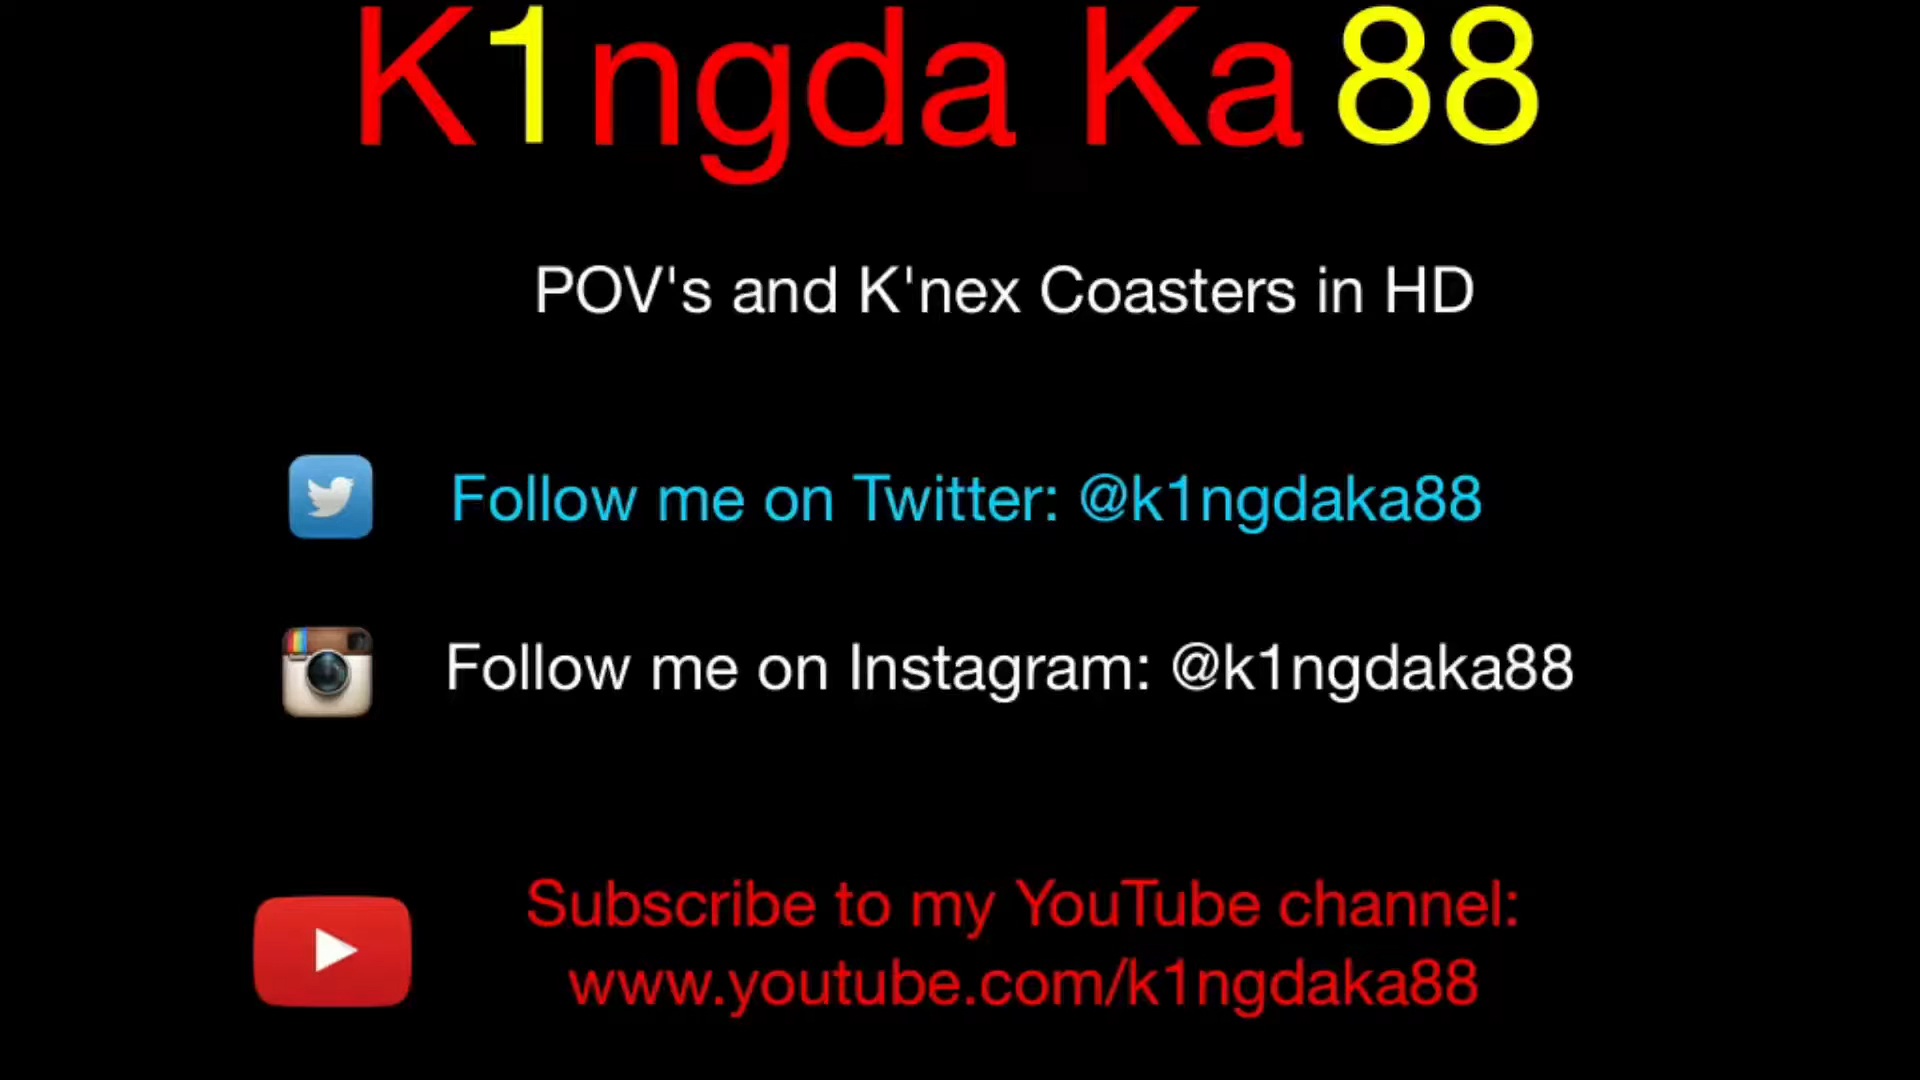 K1ngda Ka 88
POV's and K'nex Coasters in HD
Follow me on Twitter: @k1ngdaka88
Follow me on Instagram: @k1ngdaka88
Subscribe to my YouTube channel:
www.youtube.com/k1ngdaka88